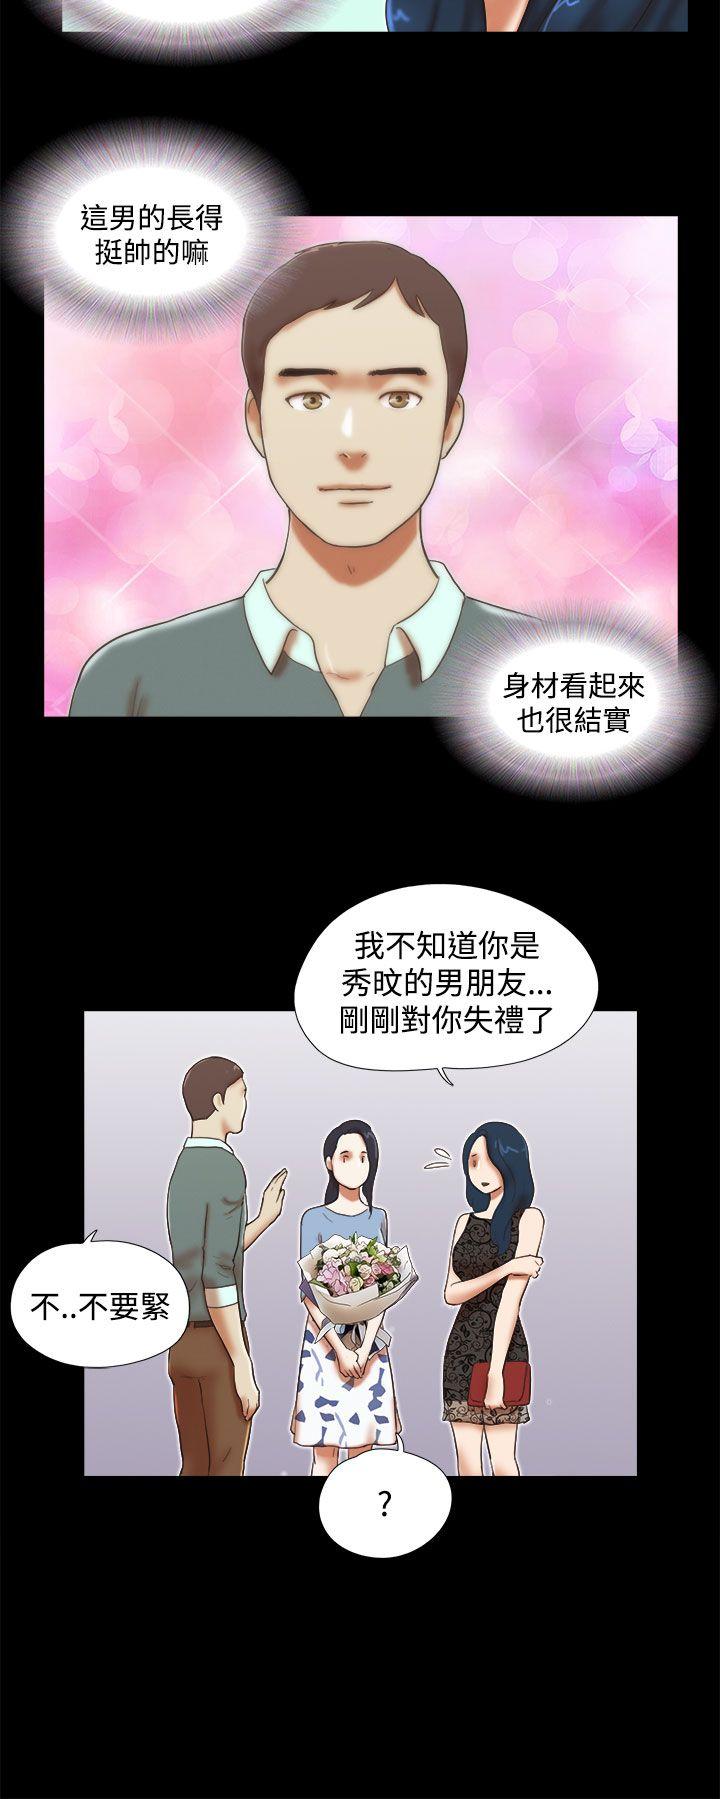 這男的長得
挺帥的嘛
身材看起來
也很結實
我不知道你是
秀旼的男朋友...
剛剛對你失禮了
不..不要緊
?